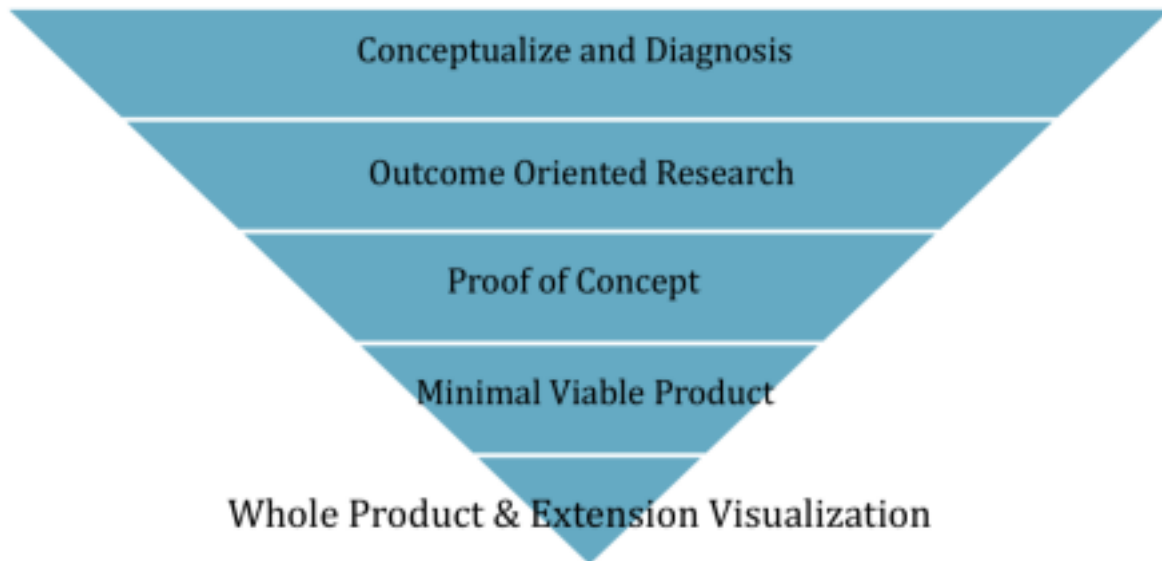 Conceptualize and Diagnosis
Outcome Oriented Research
Proof of Concept
Minimal Viable Product
Whole Product & Extension Visualization